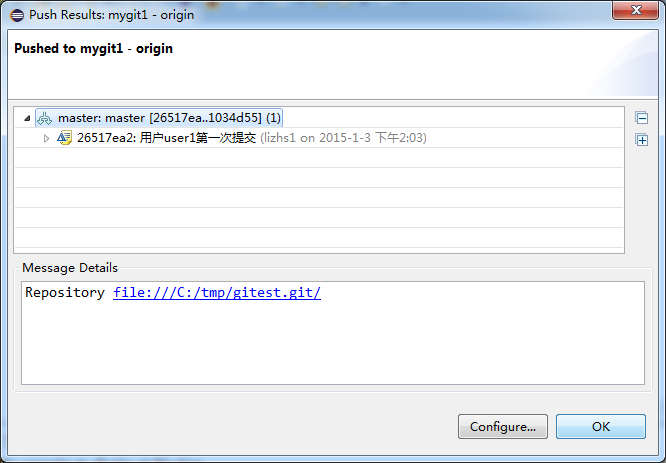 Push Results: mygit1 - origin
Pushed to mygit1 - origin
master: master [26517ea..1034d55] (1)
26517ea2: 用户user1第一次提交 (lizhs1 on 2015-1-3 下午2:03)
Message Details
Repository file:///C:/tmp/gitest.git/
Configure... OK